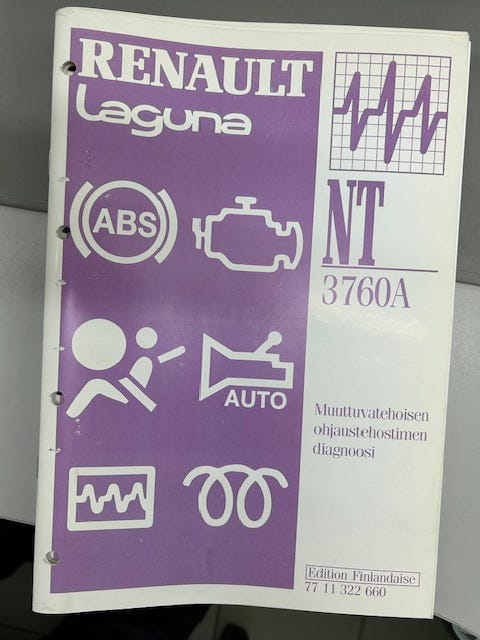 RENAULT
Laguna
ABS
AUTO
NT
3760A
Muuttuvatehoisen
ohjaustehostimen
diagnoosi
Edition Finlandaise
77 11 322 660